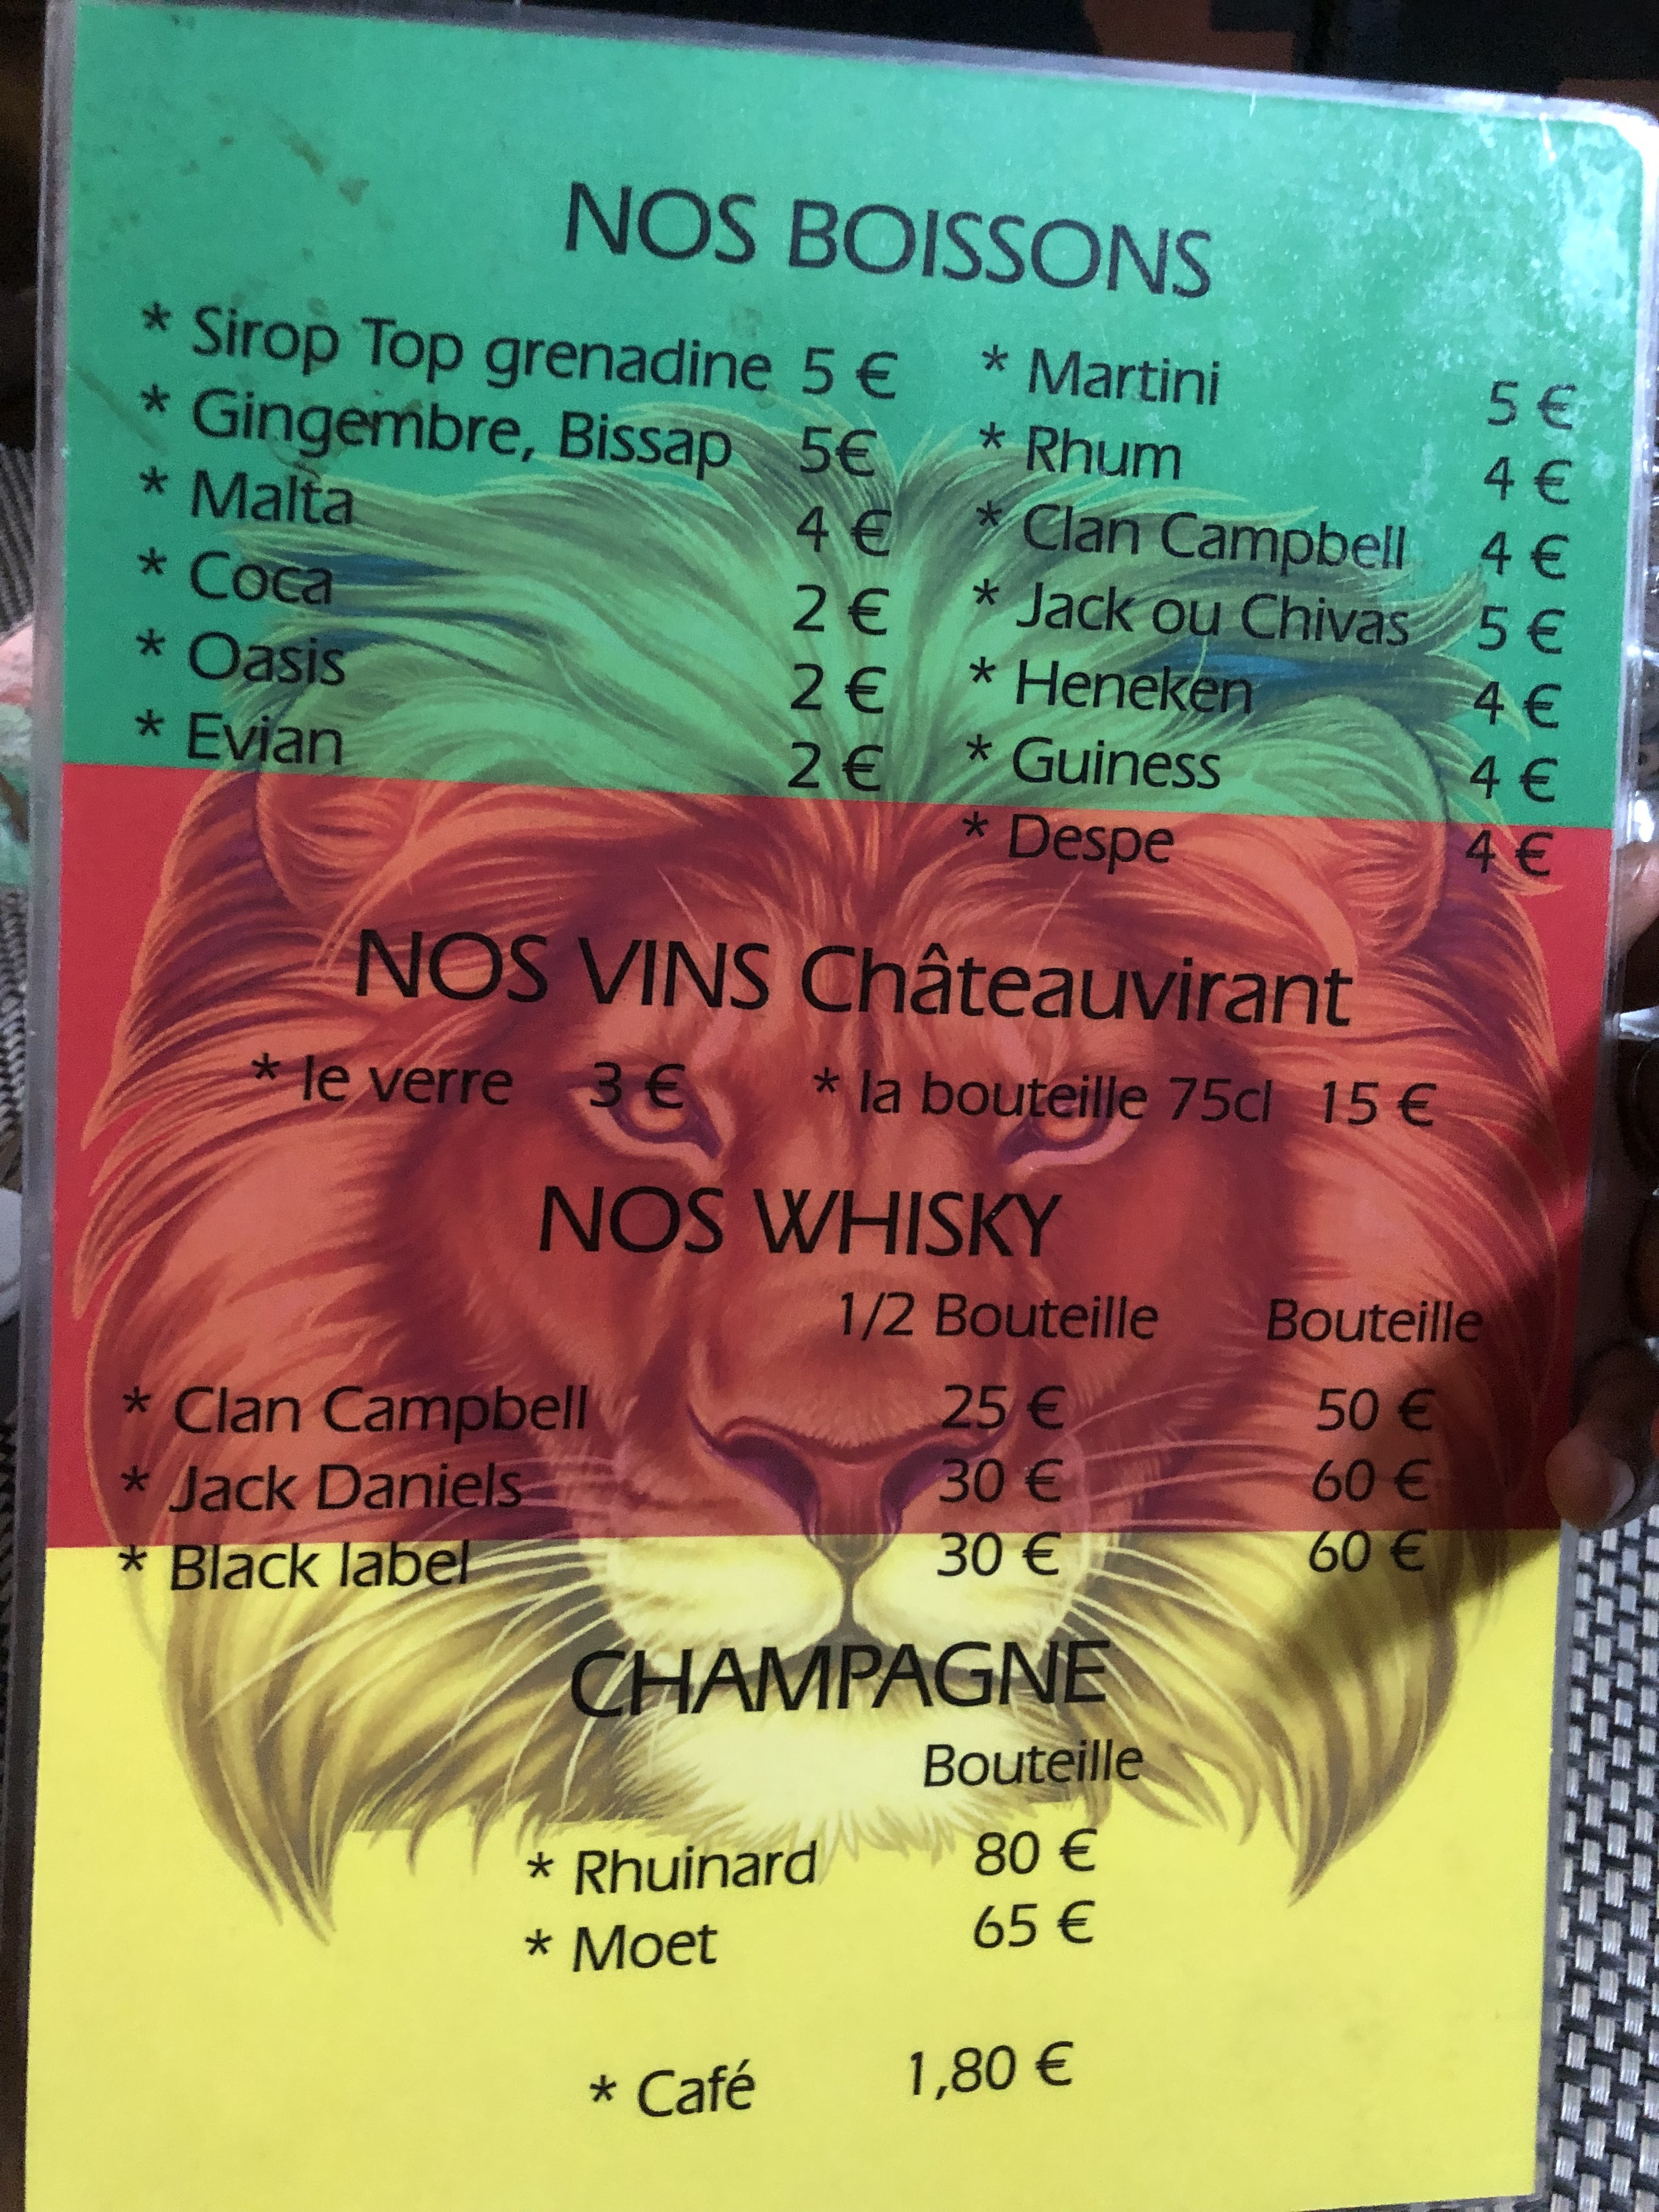 NOS BOISSONS
* Sirop Top grenadine 5 €
* Gingembre, Bissap 5€
* Malta 4 €
* Coca 2 €
* Oasis 2 €
* Evian 2 €
* Martini 5 €
* Rhum 4 €
* Clan Campbell 4 €
* Jack ou Chivas 5 €
* Heneken 4 €
* Guiness 4 €
* Despe 4 €
NOS VINS Châteauvirant
* le verre 3 € * la bouteille 75cl 15 €
NOS WHISKY
1/2 Bouteille Bouteille
* Clan Campbell 25 € 50 €
* Jack Daniels 30 € 60 €
* Black label 30 € 60 €
CHAMPAGNE
Bouteille
* Rhuinard 80 €
* Moet 65 €
* Café 1,80 €